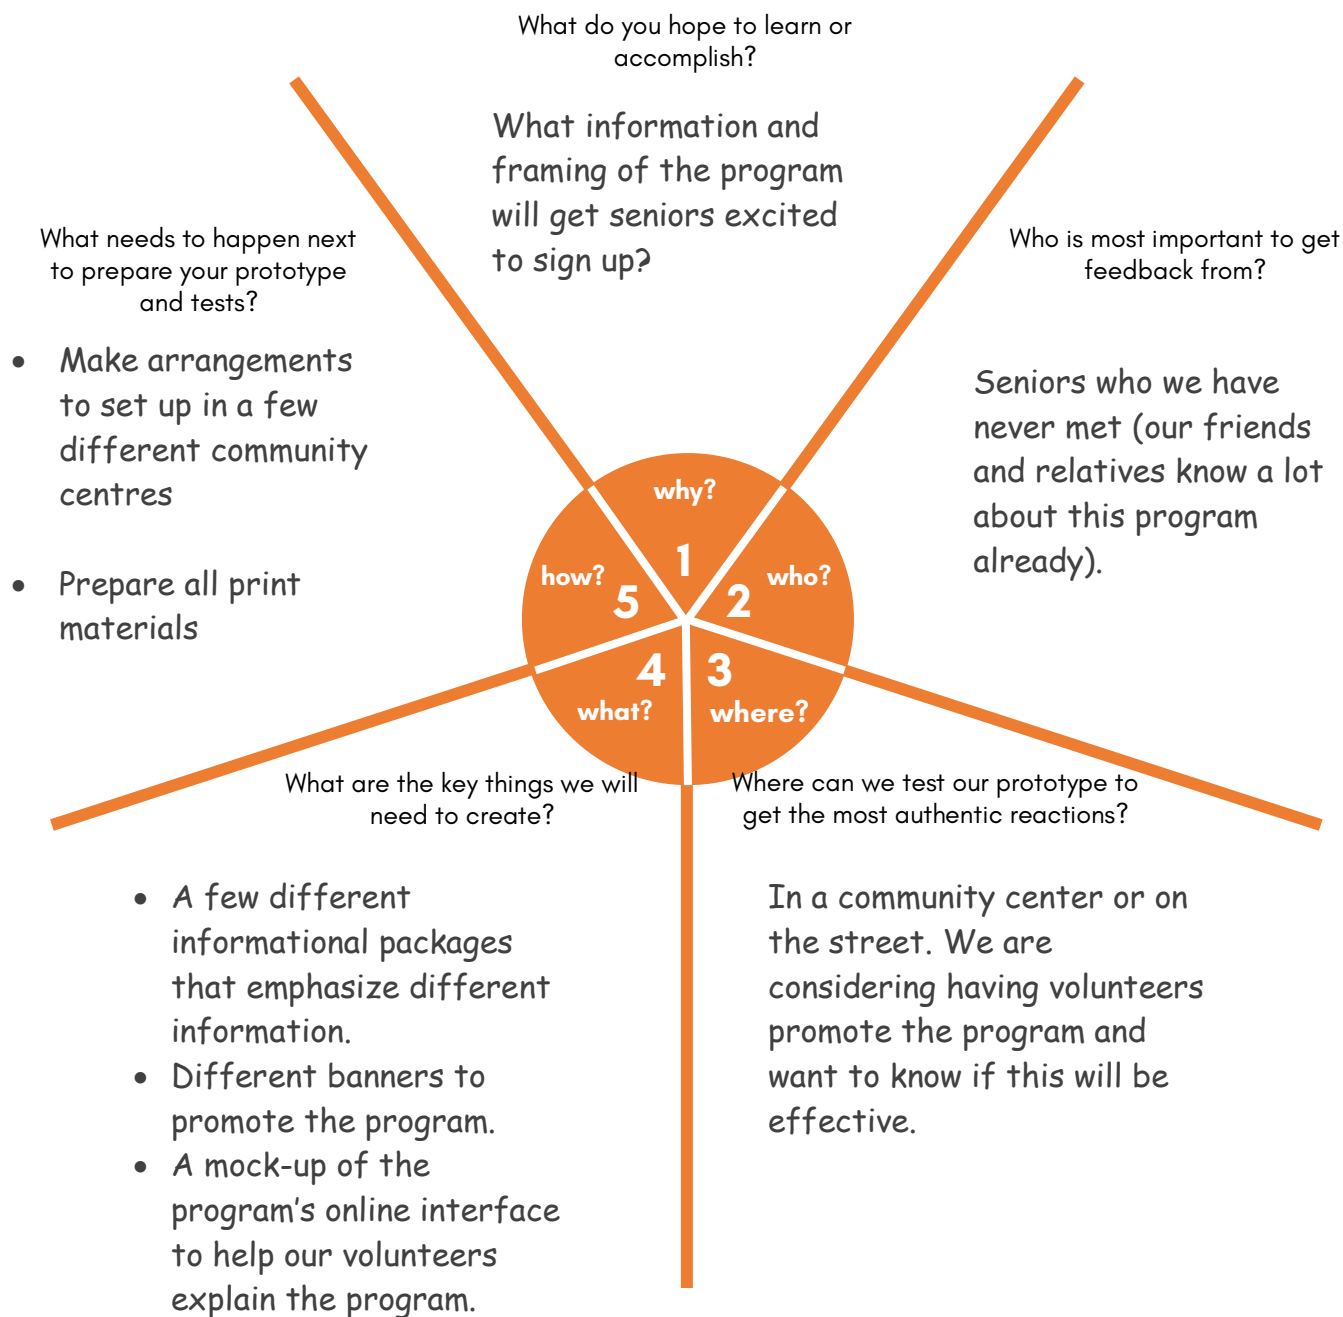 What do you hope to learn or
accomplish?
What information and
framing of the program
will get seniors excited
to sign up?
Who is most important to get
feedback from?
Seniors who we have
never met (our friends
and relatives know a lot
about this program
already).
What needs to happen next
to prepare your prototype
and tests?
• Make arrangements
to set up in a few
different community
centres
• Prepare all print
materials
why?
1
who?
2
3
where?
4
what?
how?
5
Where can we test our prototype to
get the most authentic reactions?
In a community center or on
the street. We are
considering having volunteers
promote the program and
want to know if this will be
effective.
What are the key things we will
need to create?
• A few different
informational packages
that emphasize different
information.
• Different banners to
promote the program.
• A mock-up of the
program's online interface
to help our volunteers
explain the program.